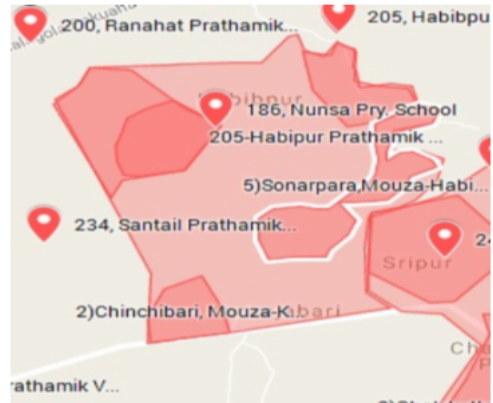 200, Ranahat Prathamik...
205, Habibpu
186, Nunsa Pry. School
205-Habipur Prathamik ...
5)Sonarpara,Mouza-Habi...
234, Santail Prathamik...
Sripur
2)Chinchibari, Mouza-K...bari
rathamik V...